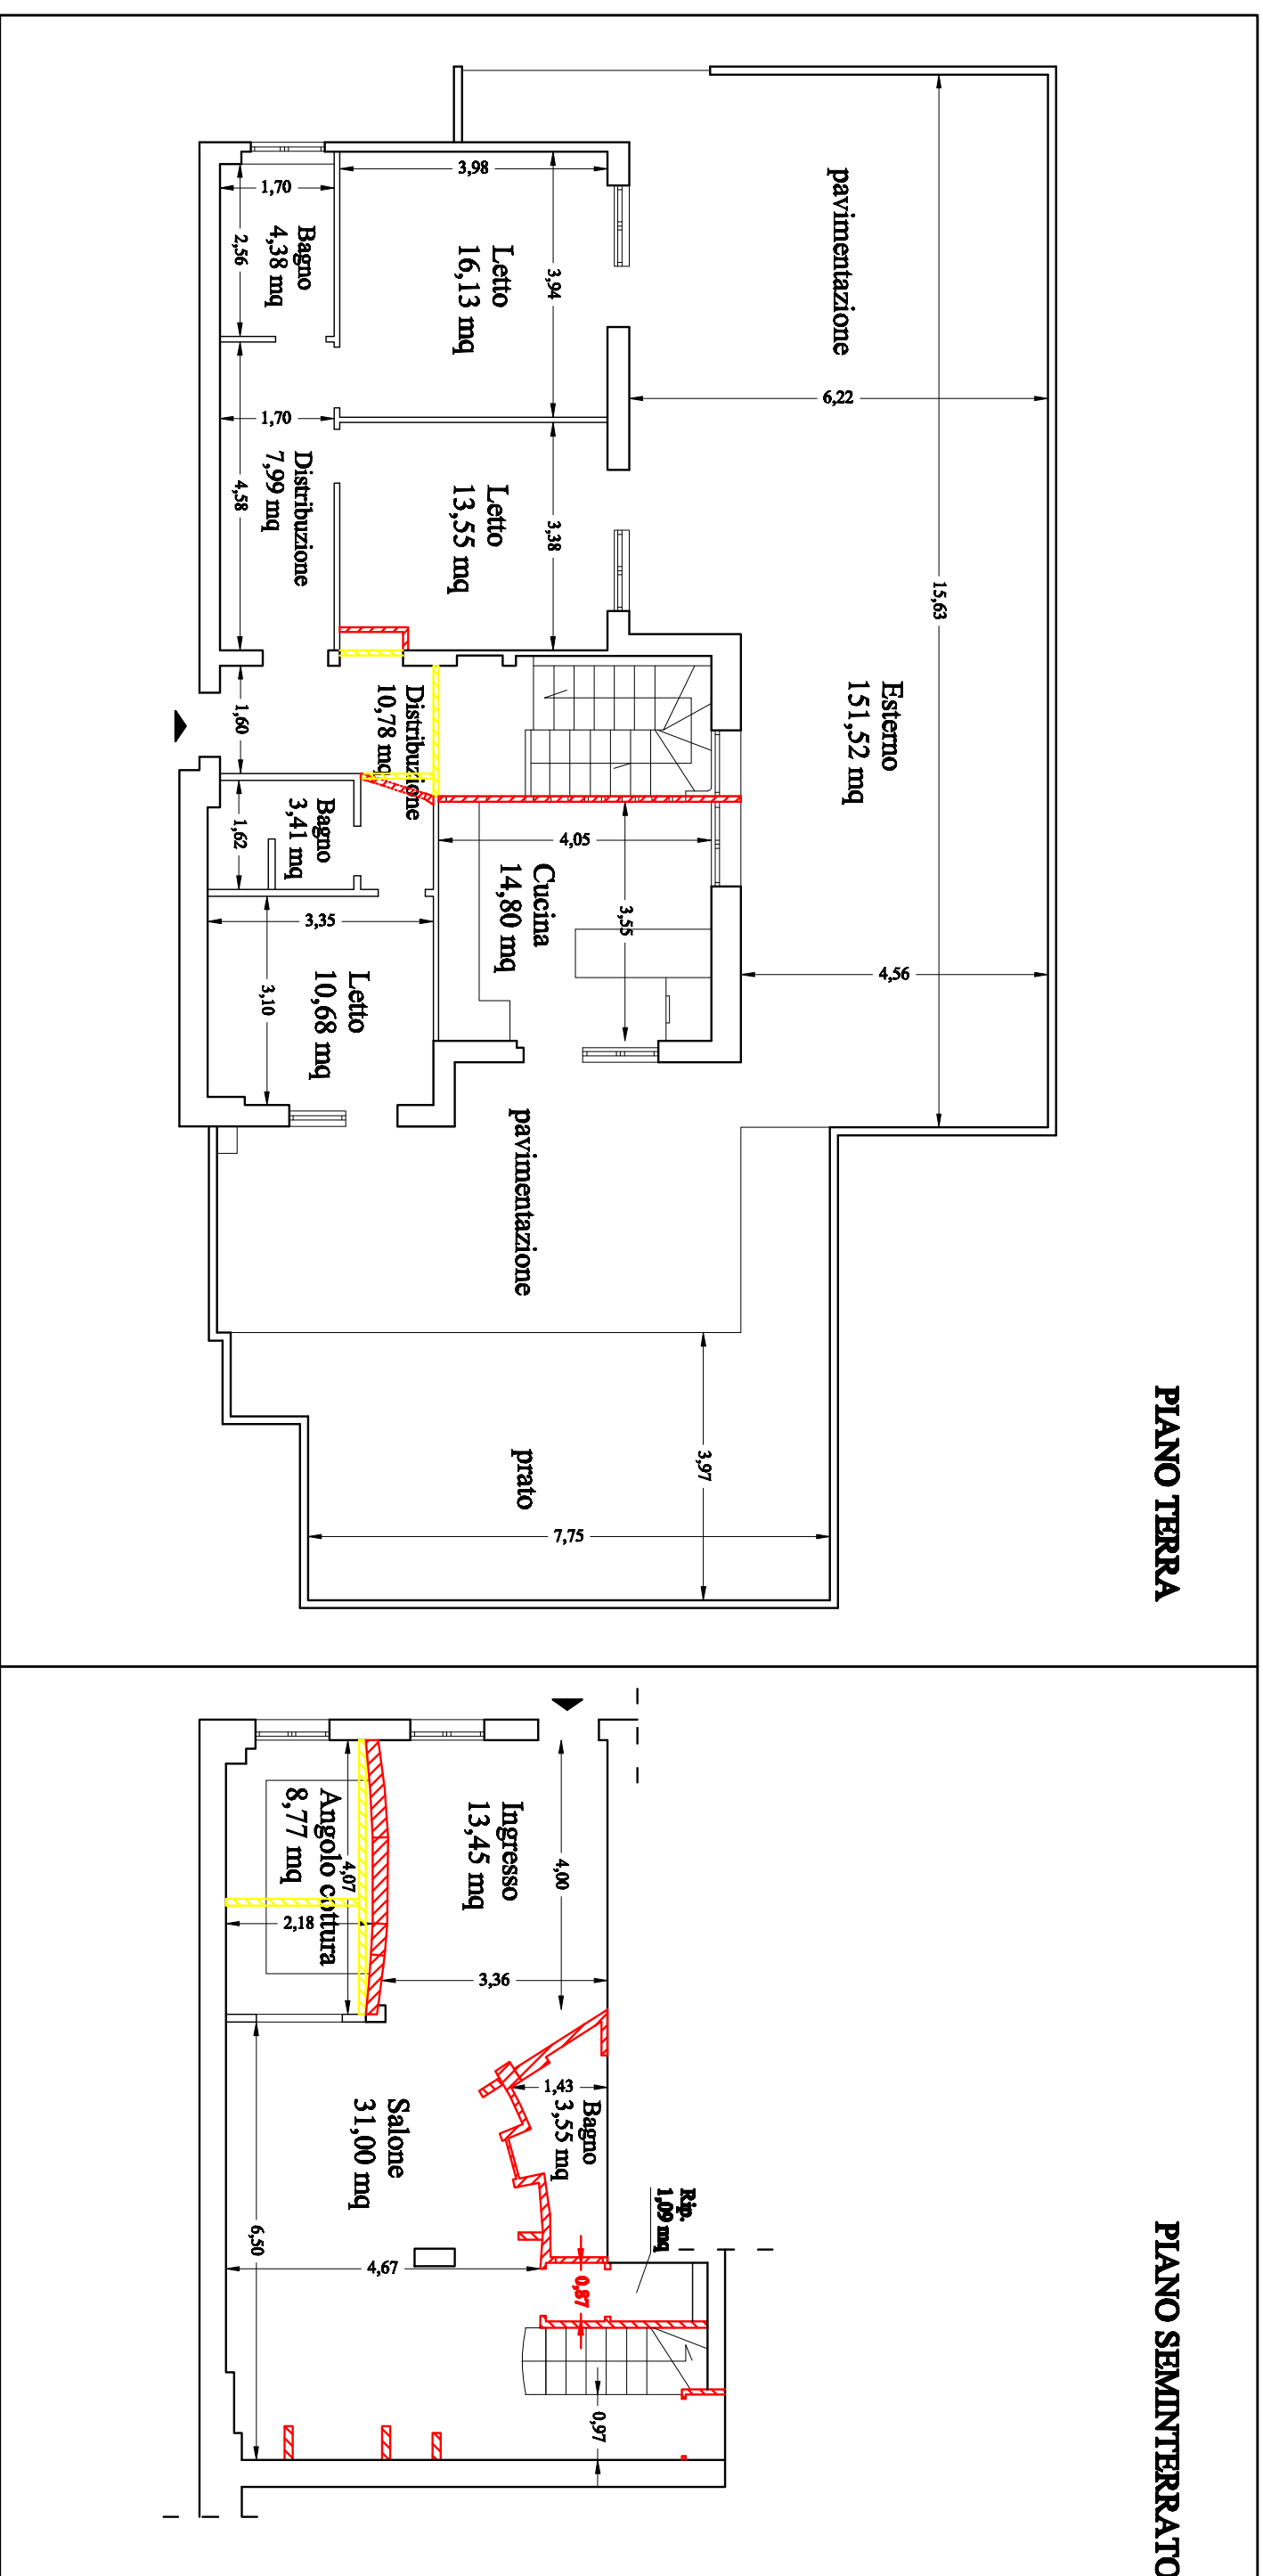 PIANO TERRA
pavimentazione
6,22
15,63
Esterno
151,52 mq
4,56
3,98
Letto
16,13 mq
3,94
1,70
Bagno
4,38 mq
2,56
1,70
Distribuzione
7,99 mq
4,58
Letto
13,55 mq
3,38
Distribuzione
10,78 mq
1,60
Bagno
3,41 mq
1,62
4,05
Cucina
14,80 mq
3,55
3,35
Letto
10,68 mq
3,10
pavimentazione
prato
3,97
7,75
PIANO SEMINTERRATO
Ingresso
13,45 mq
4,00
Angolo cottura
8,77 mq
4,07
2,18
3,36
1,43
Bagno
3,55 mq
Rip.
1,09 mq
Salone
31,00 mq
6,50
4,67
0,87
0,97